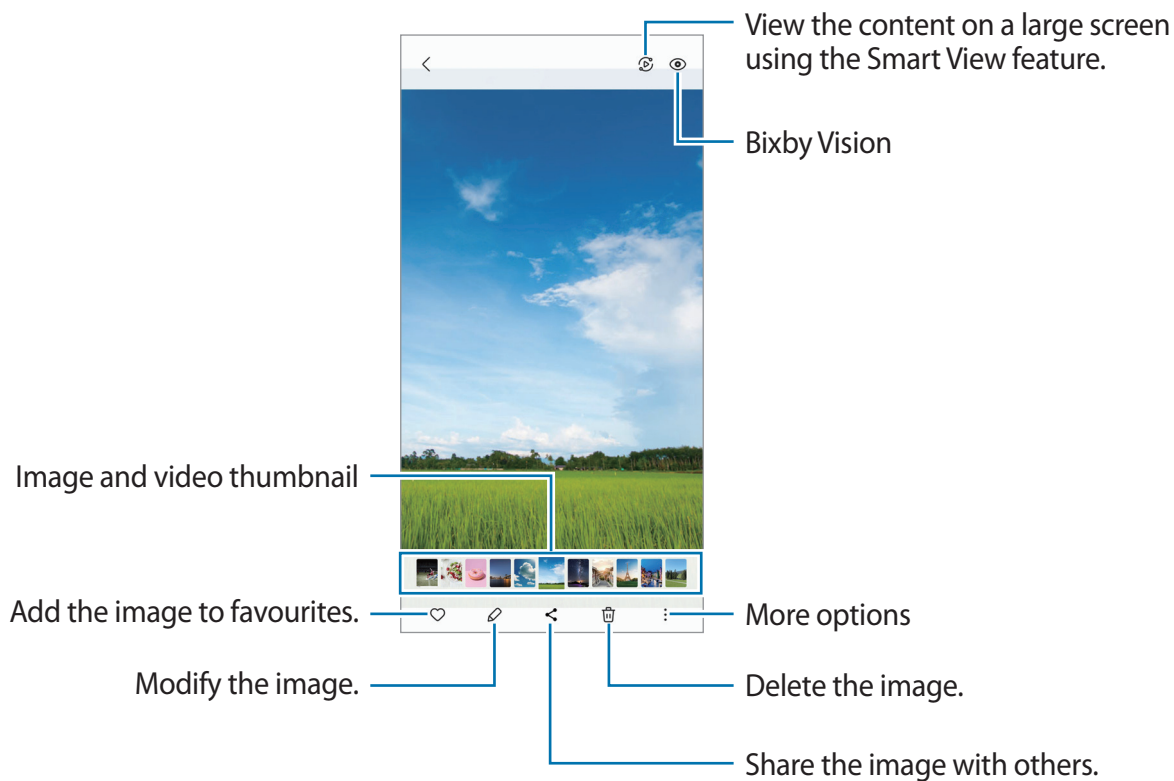 View the content on a large screen
using the Smart View feature.
Bixby Vision
Image and video thumbnail
Add the image to favourites.
More options
Modify the image.
Delete the image.
Share the image with others.